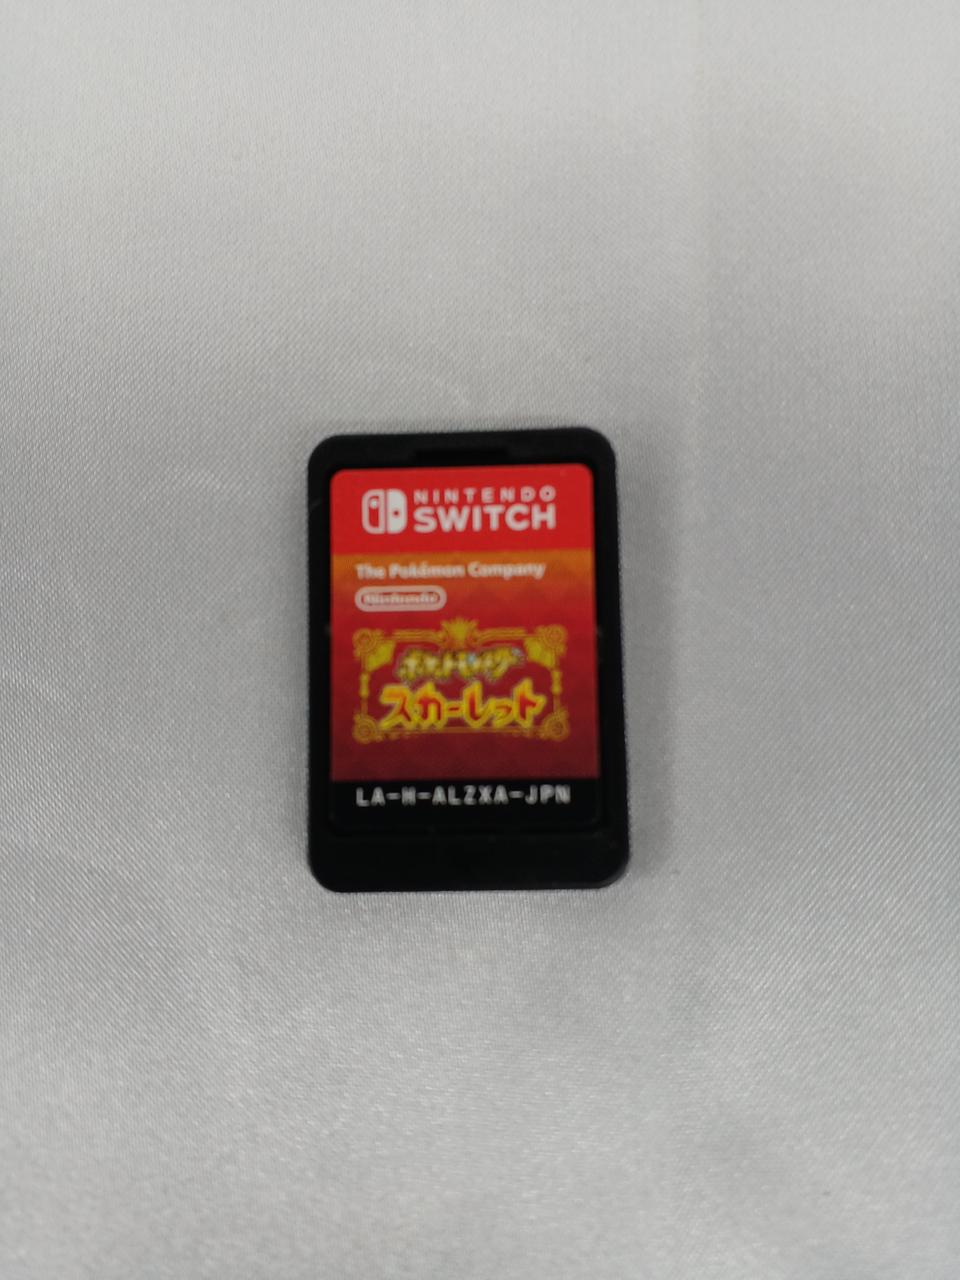 NINTENDO
SWITCH
The Pokémon Company
Nintendo
ポケットモンスター
スカーレット
LA-H-ALZXA-JPN